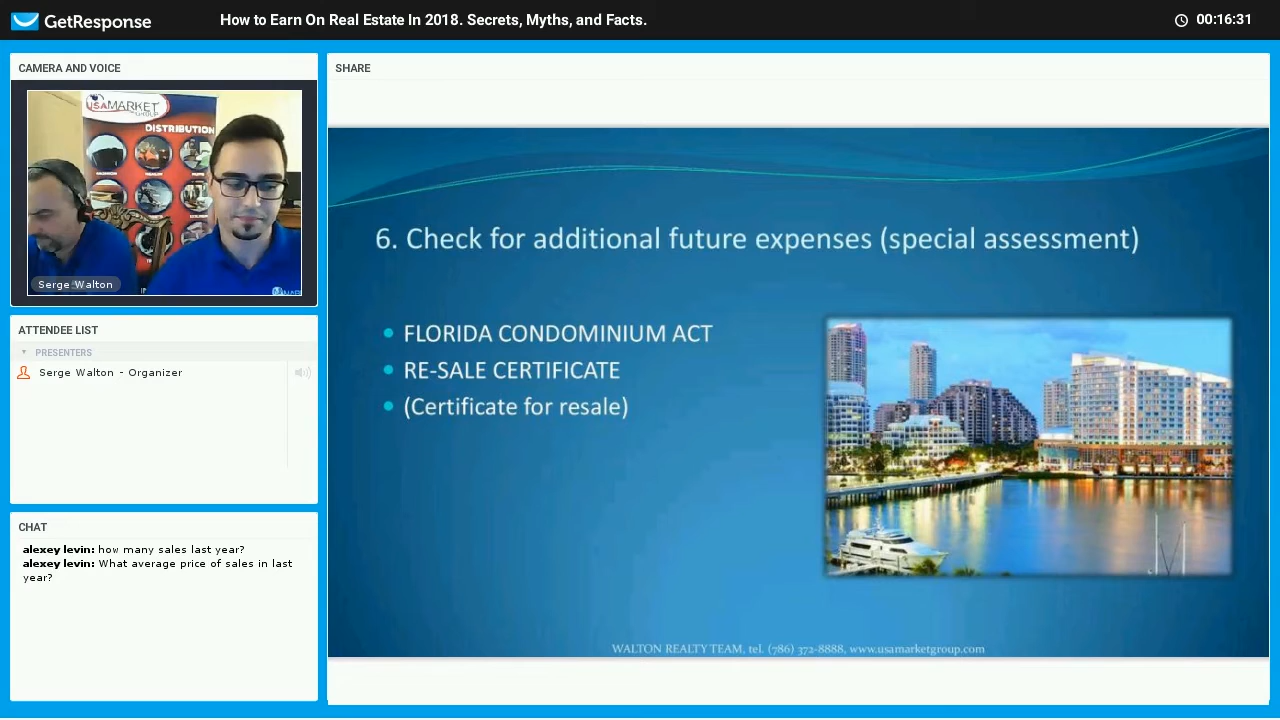 GetResponse
How to Earn On Real Estate In 2018. Secrets, Myths, and Facts.
00:16:31
CAMERA AND VOICE
USAMARKET
GROUP
DISTRIBUTION
Serge Walton
ATTENDEE LIST
PRESENTERS
Serge Walton - Organizer
CHAT
alexey levin: how many sales last year?
alexey levin: What average price of sales in last
year?
SHARE
6. Check for additional future expenses (special assessment)
FLORIDA CONDOMINIUM ACT
RE-SALE CERTIFICATE
(Certificate for resale)
WALTON REALTY TEAM, tel. (786) 372-8888, www.usamarketgroup.com